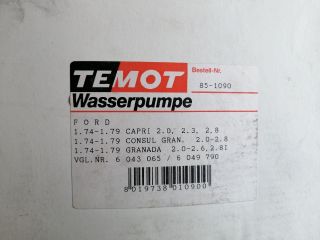 TEMOT
Wasserpumpe
Bestell-Nr.
85-1090
FORD
1.74-1.79 CAPRI 2.0, 2.3, 2,8
1.74-1.79 CONSUL GRAN. 2.0-2.8
1.74-1.79 GRANADA 2.0-2.6,2.8I
VGL.NR. 6 043 065 / 6 049 790
8019738010900